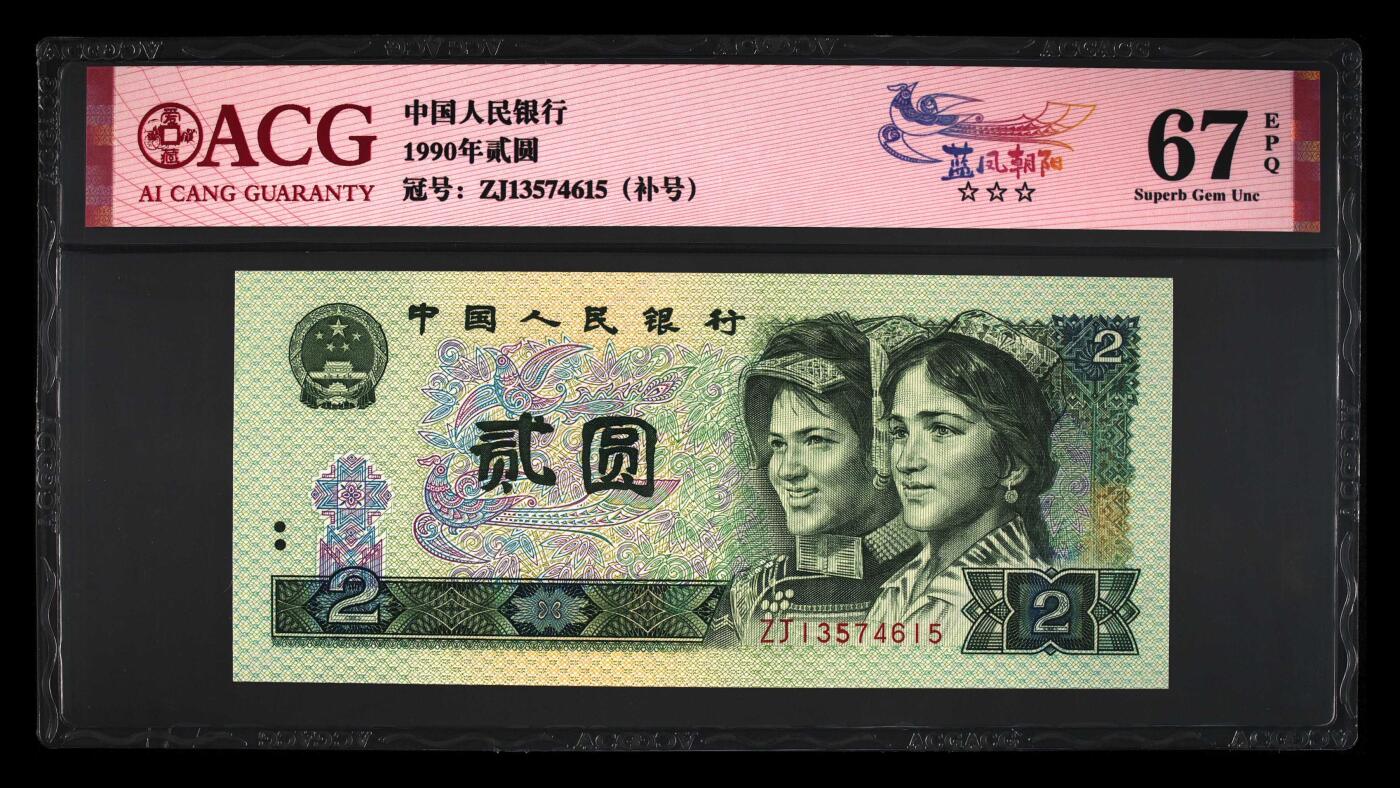 ACG
AI CANG GUARANTY
中国人民银行
1990年贰圆
冠号：ZJ13574615（补号）
蓝凤朝阳
☆☆☆
67
EPQ
Superb Gem Unc
中国人民银行
2
贰圆
2
2
ZJ13574615